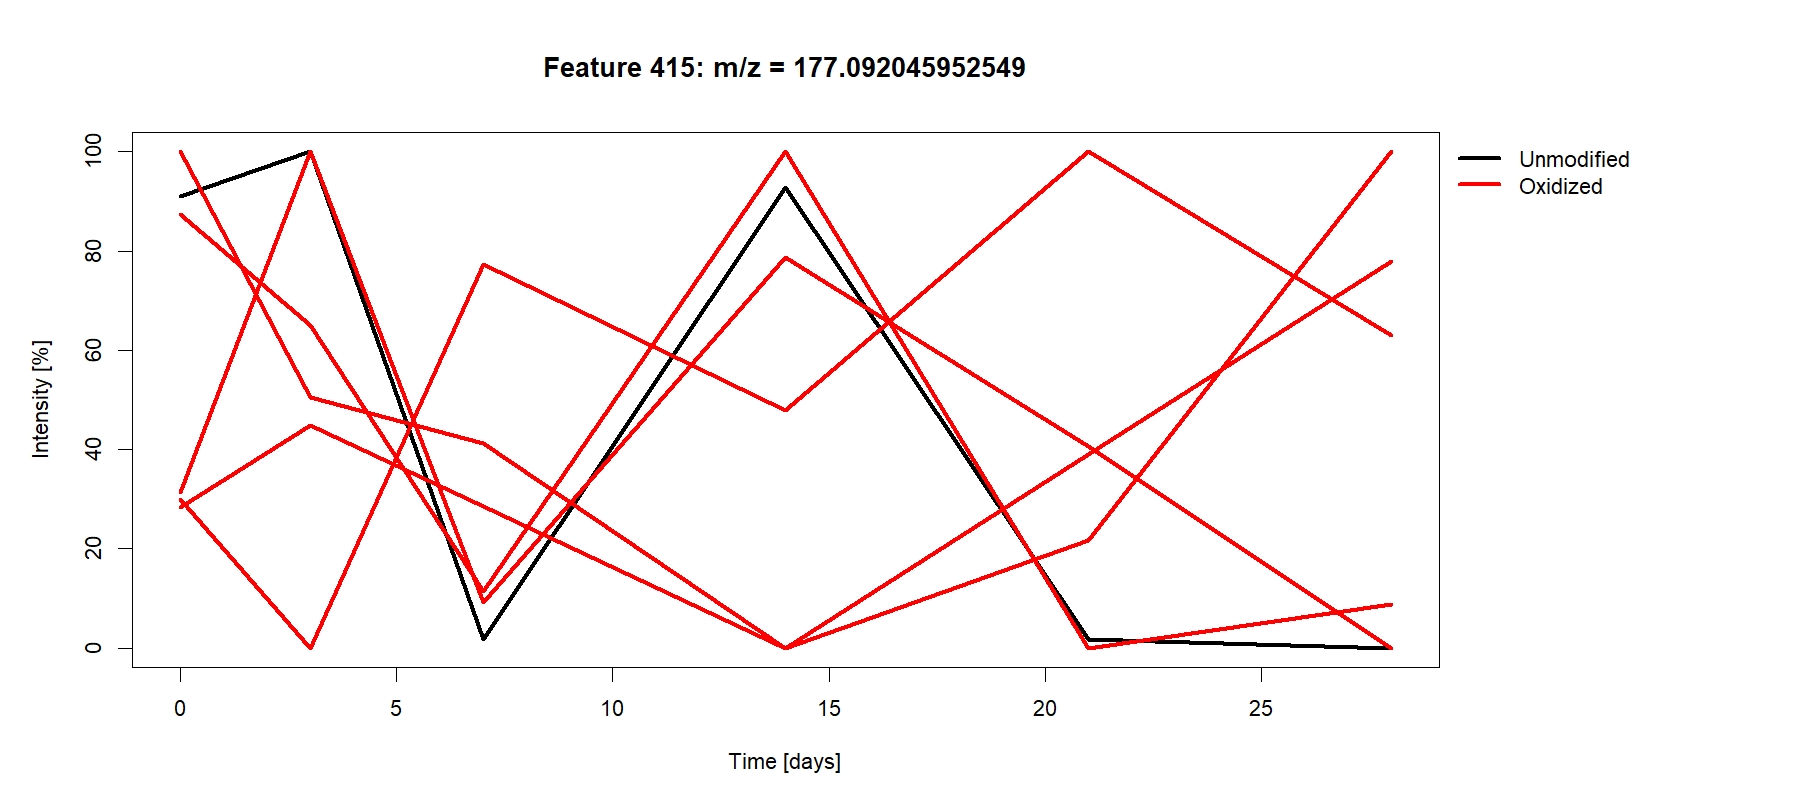 Feature 415: m/z = 177.092045952549
Unmodified
Oxidized
Intensity [%]
100
80
60
40
20
0
0 5 10 15 20 25
Time [days]